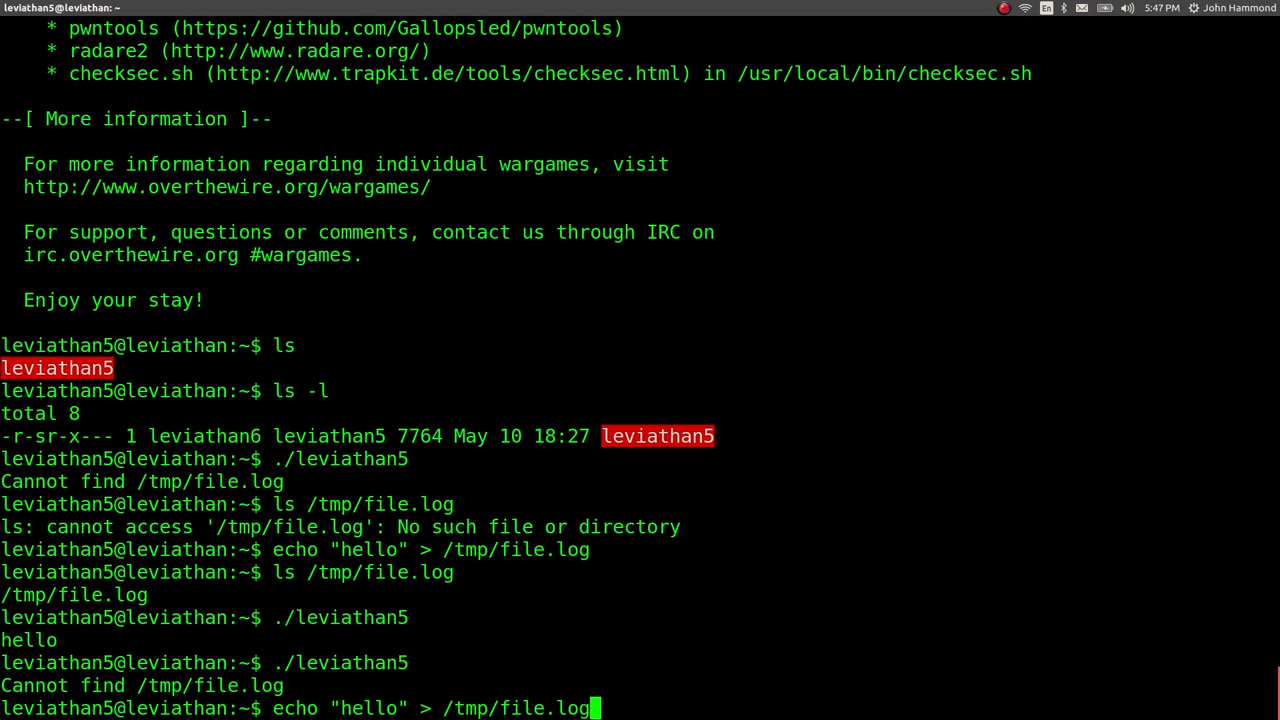 leviathan5@leviathan: ~ En 5:47 PM John Hammond
* pwntools (https://github.com/Gallopsled/pwntools)
* radare2 (http://www.radare.org/)
* checksec.sh (http://www.trapkit.de/tools/checksec.html) in /usr/local/bin/checksec.sh
--[ More information ]--
For more information regarding individual wargames, visit
http://www.overthewire.org/wargames/
For support, questions or comments, contact us through IRC on
irc.overthewire.org #wargames.
Enjoy your stay!
leviathan5@leviathan:~$ ls
leviathan5
leviathan5@leviathan:~$ ls -l
total 8
-r-sr-x--- 1 leviathan6 leviathan5 7764 May 10 18:27 leviathan5
leviathan5@leviathan:~$ ./leviathan5
Cannot find /tmp/file.log
leviathan5@leviathan:~$ ls /tmp/file.log
ls: cannot access '/tmp/file.log': No such file or directory
leviathan5@leviathan:~$ echo "hello" > /tmp/file.log
leviathan5@leviathan:~$ ls /tmp/file.log
/tmp/file.log
leviathan5@leviathan:~$ ./leviathan5
hello
leviathan5@leviathan:~$ ./leviathan5
Cannot find /tmp/file.log
leviathan5@leviathan:~$ echo "hello" > /tmp/file.log